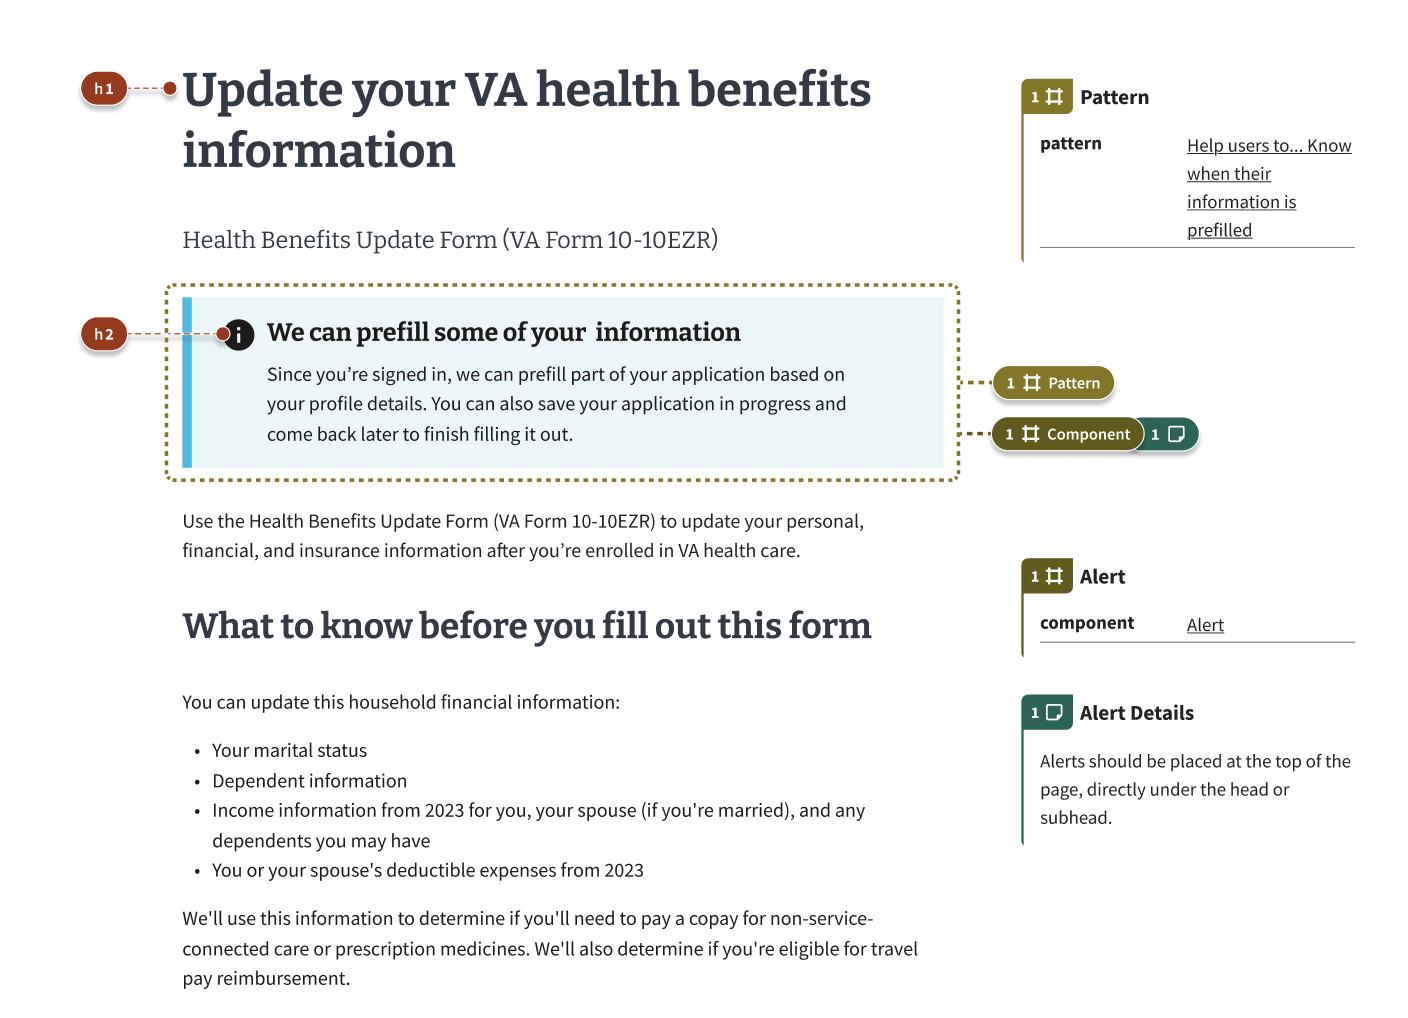 h1
Update your VA health benefits
information
Health Benefits Update Form (VA Form 10-10EZR)
h2
We can prefill some of your  information
Since you’re signed in, we can prefill part of your application based on
your profile details. You can also save your application in progress and
come back later to finish filling it out.
Use the Health Benefits Update Form (VA Form 10-10EZR) to update your personal,
financial, and insurance information after you’re enrolled in VA health care.
What to know before you fill out this form
You can update this household financial information:
• Your marital status
• Dependent information
• Income information from 2023 for you, your spouse (if you're married), and any
dependents you may have
• You or your spouse's deductible expenses from 2023
We'll use this information to determine if you'll need to pay a copay for non-service-
connected care or prescription medicines. We'll also determine if you're eligible for travel
pay reimbursement.
1 Pattern
pattern Help users to... Know
when their
information is
prefilled
1 Pattern
1 Component 1
1 Alert
component Alert
1 Alert Details
Alerts should be placed at the top of the
page, directly under the head or
subhead.